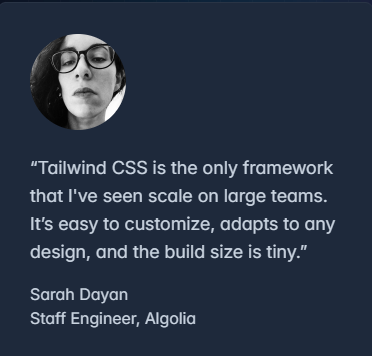 “Tailwind CSS is the only framework
that I've seen scale on large teams.
It’s easy to customize, adapts to any
design, and the build size is tiny.”
Sarah Dayan
Staff Engineer, Algolia